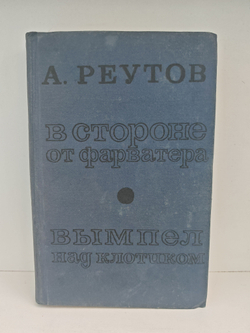 А. РЕУТОВ
в стороне
от фарватера
вымпел
над клотиком